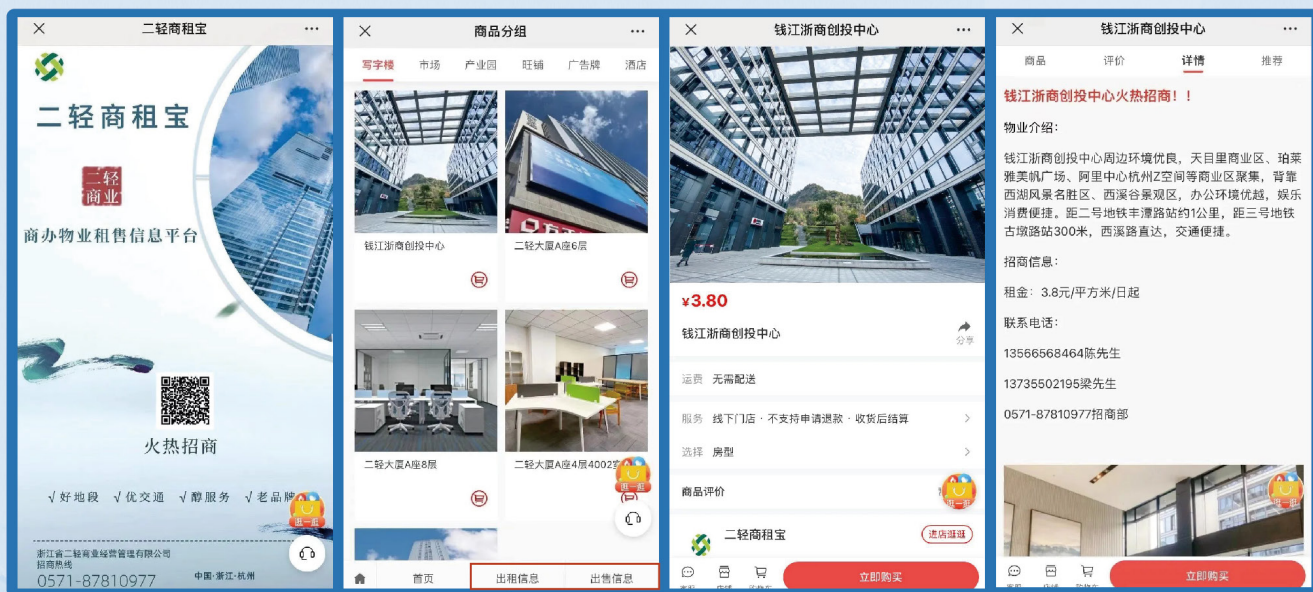 二轻商租宝
二轻商租宝
二轻
商业
商办物业租售信息平台
火热招商
√好地段 √优交通 √醇服务 √老品牌
逛一逛
浙江省二轻商业经营管理有限公司
招商热线
0571-87810977
中国·浙江·杭州
商品分组
写字楼 市场 产业园 旺铺 广告牌 酒店
钱江浙商创投中心
二轻大厦A座6层
二轻大厦A座8层
二轻大厦A座4层4002室
逛一逛
首页 出租信息 出售信息
钱江浙商创投中心
¥3.80
钱江浙商创投中心
分享
运费 无需配送
服务 线下门店 · 不支持申请退款 · 收货后结算
选择 房型
商品评价
逛一逛
二轻商租宝
进店逛逛
立即购买
钱江浙商创投中心
商品 评价 详情 推荐
钱江浙商创投中心火热招商！！
物业介绍：
钱江浙商创投中心周边环境优良，天目里商业区、珀莱
雅美帆广场、阿里中心杭州Z空间等商业区聚集，背靠
西湖风景名胜区、西溪谷景观区，办公环境优越，娱乐
消费便捷。距二号地铁丰潭路站约1公里，距三号地铁
古墩路站300米，西溪路直达，交通便捷。
招商信息：
租金：3.8元/平方米/日起
联系电话：
13566568464陈先生
13735502195梁先生
0571-87810977招商部
逛一逛
立即购买